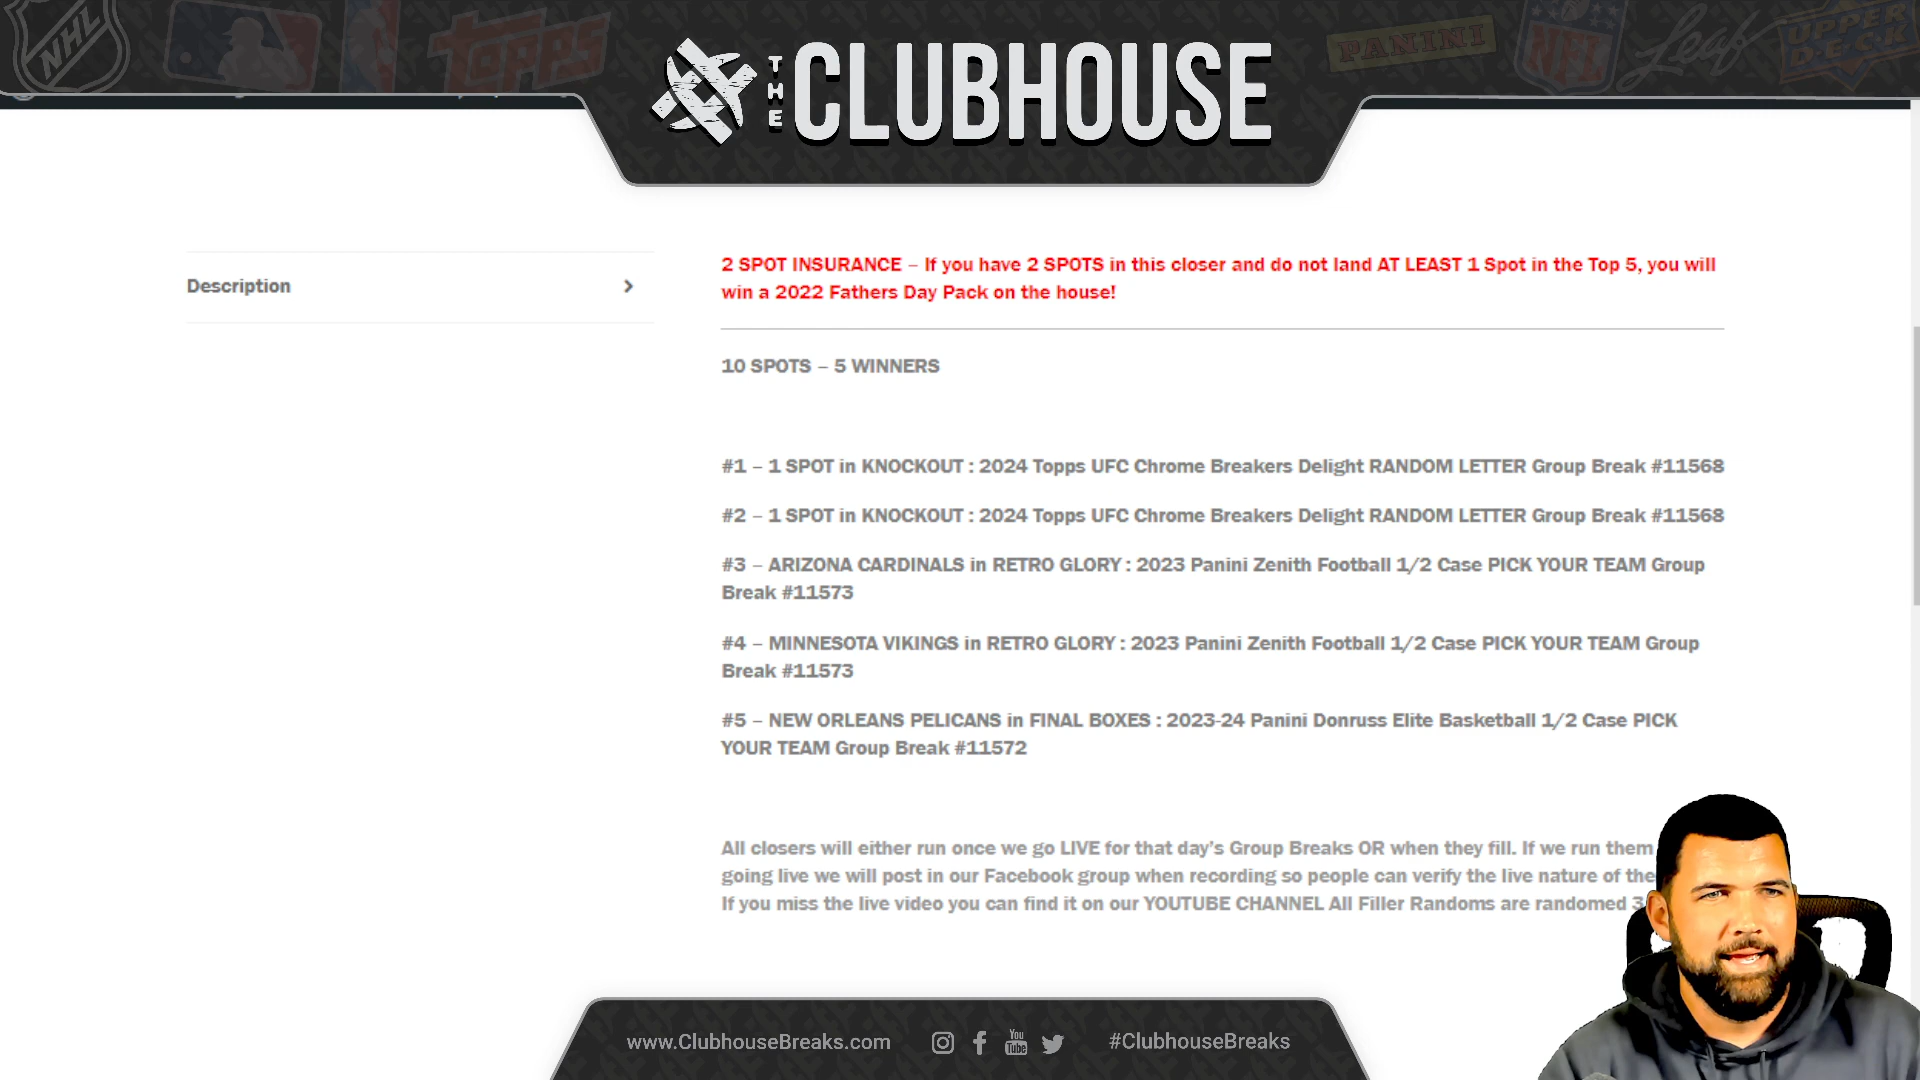 NHL
TOPPS
THE CLUBHOUSE
PANINI
NFL
Leaf
UPPER DECK
Description
2 SPOT INSURANCE – If you have 2 SPOTS in this closer and do not land AT LEAST 1 Spot in the Top 5, you will
win a 2022 Fathers Day Pack on the house!
10 SPOTS – 5 WINNERS
#1 – 1 SPOT in KNOCKOUT : 2024 Topps UFC Chrome Breakers Delight RANDOM LETTER Group Break #11568
#2 – 1 SPOT in KNOCKOUT : 2024 Topps UFC Chrome Breakers Delight RANDOM LETTER Group Break #11568
#3 – ARIZONA CARDINALS in RETRO GLORY : 2023 Panini Zenith Football 1/2 Case PICK YOUR TEAM Group
Break #11573
#4 – MINNESOTA VIKINGS in RETRO GLORY : 2023 Panini Zenith Football 1/2 Case PICK YOUR TEAM Group
Break #11573
#5 – NEW ORLEANS PELICANS in FINAL BOXES : 2023-24 Panini Donruss Elite Basketball 1/2 Case PICK
YOUR TEAM Group Break #11572
All closers will either run once we go LIVE for that day's Group Breaks OR when they fill. If we run them
going live we will post in our Facebook group when recording so people can verify the live nature of the
If you miss the live video you can find it on our YOUTUBE CHANNEL All Filler Randoms are randomed 3
www.ClubhouseBreaks.com
You Tube
#ClubhouseBreaks